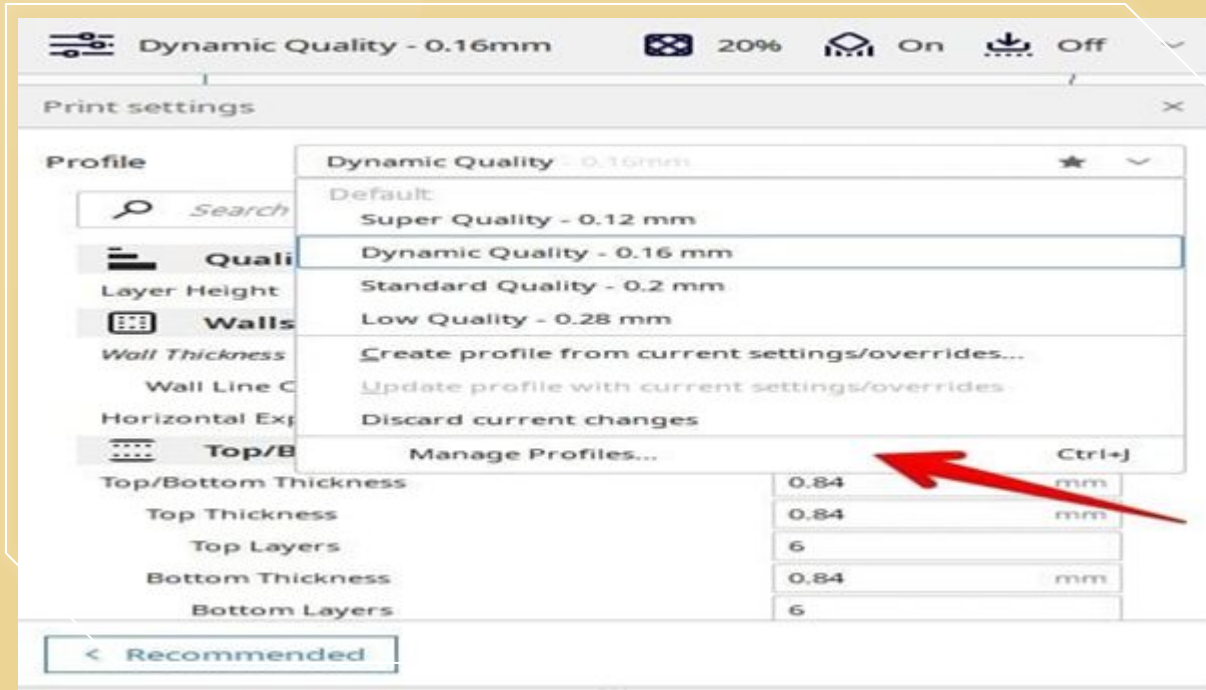 Dynamic Quality - 0.16mm 20% On Off
Print settings
Profile Dynamic Quality - 0.16mm
Search
Default
Super Quality - 0.12 mm
Quali Dynamic Quality - 0.16 mm
Layer Height Standard Quality - 0.2 mm
Walls Low Quality - 0.28 mm
Wall Thickness Create profile from current settings/overrides...
Wall Line C Update profile with current settings/overrides
Horizontal Exp Discard current changes
Top/B Manage Profiles... Ctrl+J
Top/Bottom Thickness 0.84 mm
Top Thickness 0.84 mm
Top Layers 6
Bottom Thickness 0.84 mm
Bottom Layers 6
< Recommended